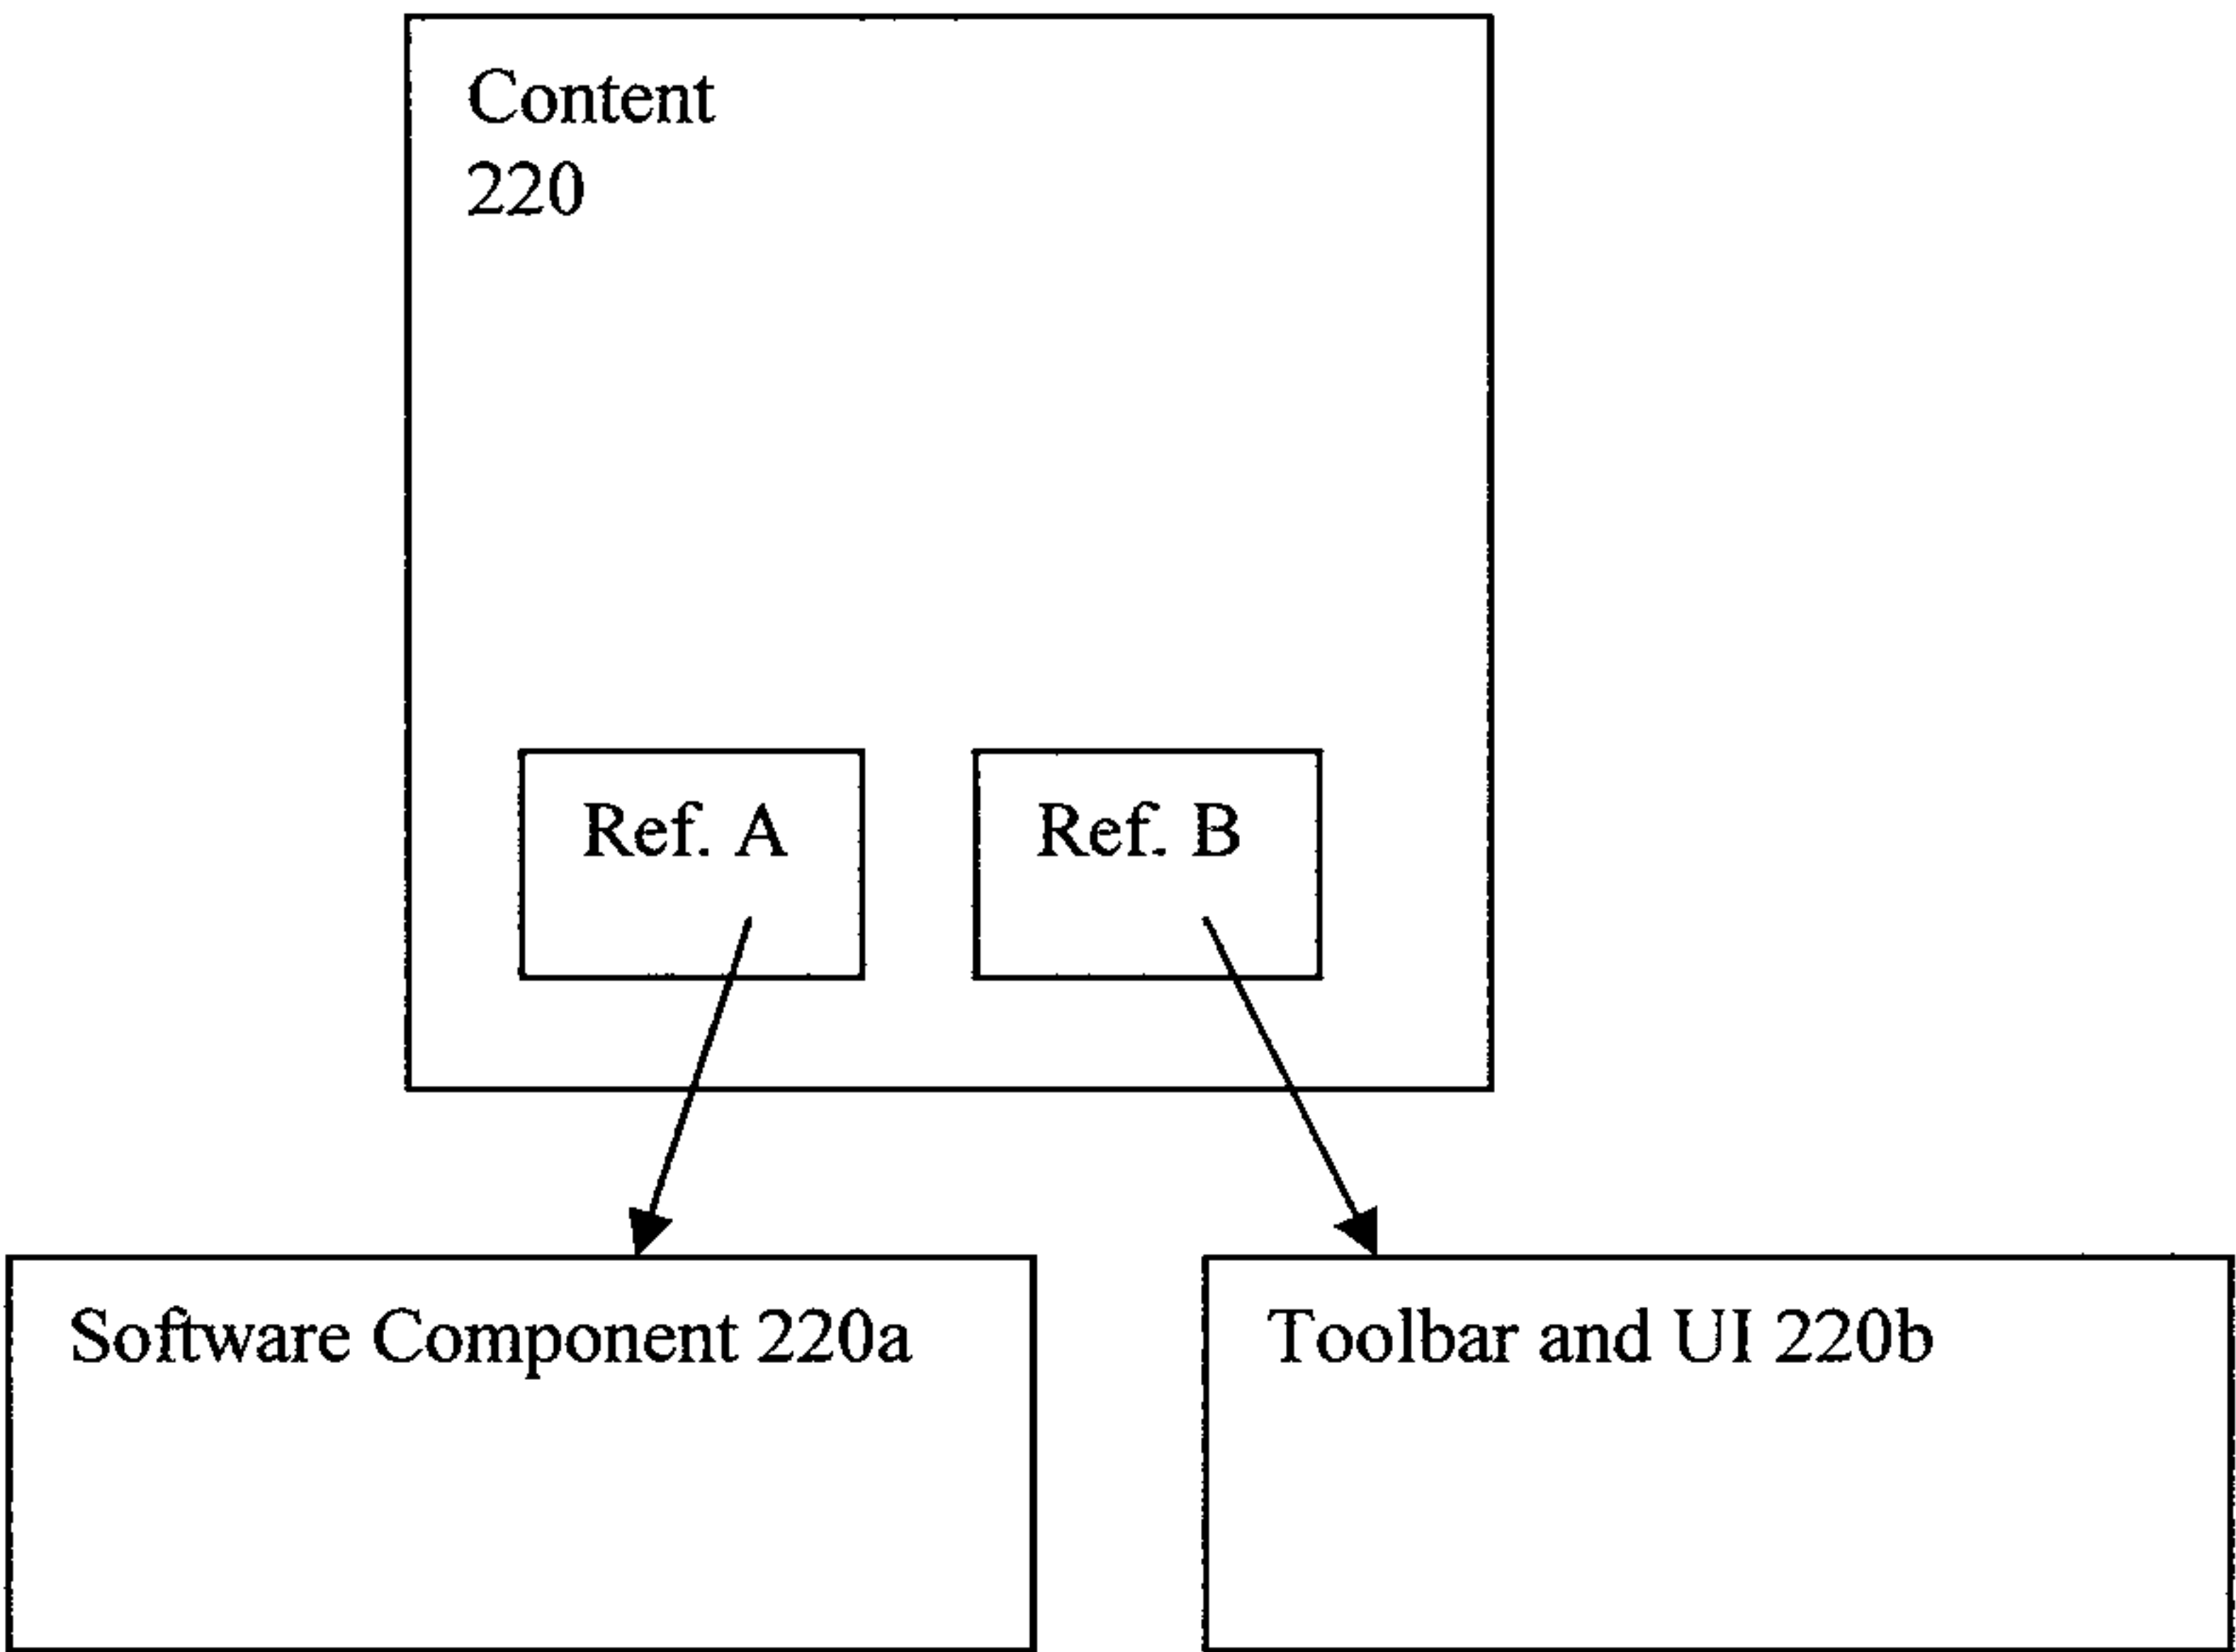 Content
220
Ref. A
Ref. B
Software Component 220a
Toolbar and UI 220b